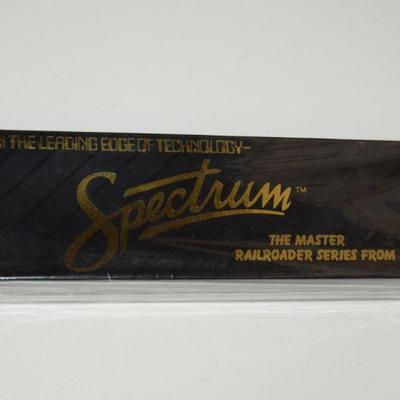 THE LEADING EDGE OF TECHNOLOGY-
Spectrum™
THE MASTER
RAILROADER SERIES FROM